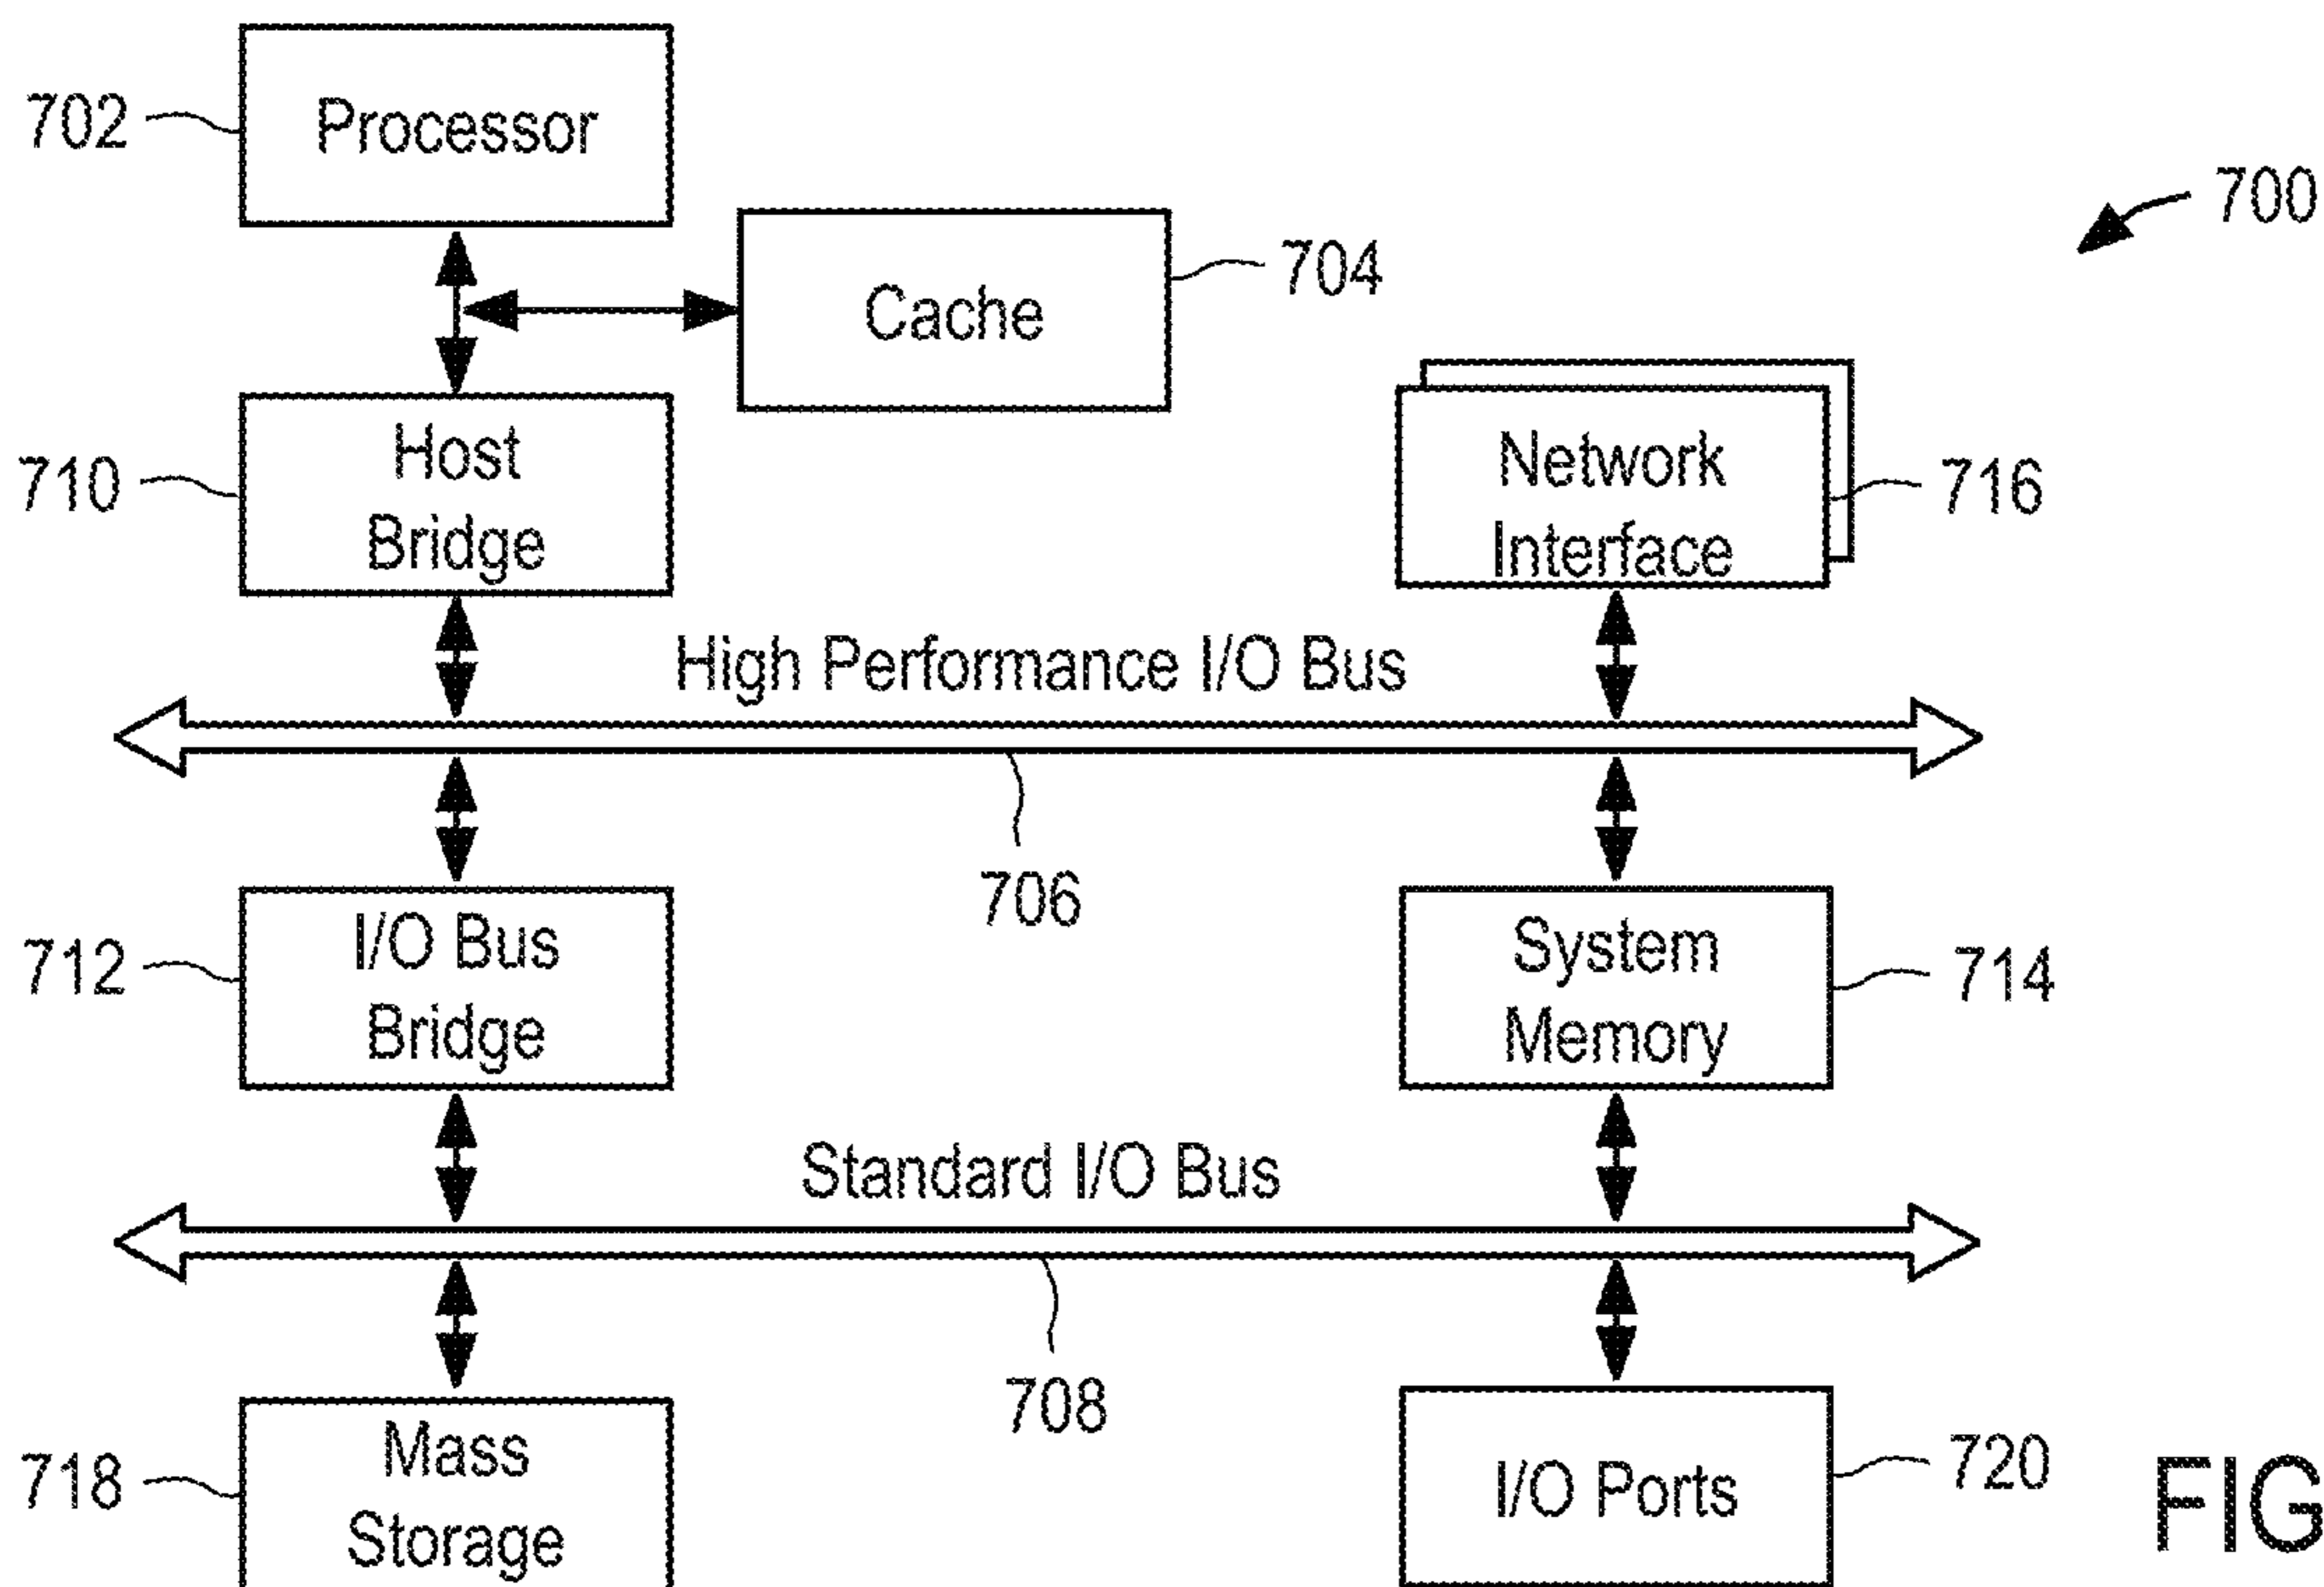 702
Processor
700
704
Cache
Host
Bridge
710
Network
Interface
716
High Performance I/O Bus
706
I/O Bus
Bridge
712
System
Memory
714
Standard I/O Bus
708
Mass
Storage
718
I/O Ports
720
FIG